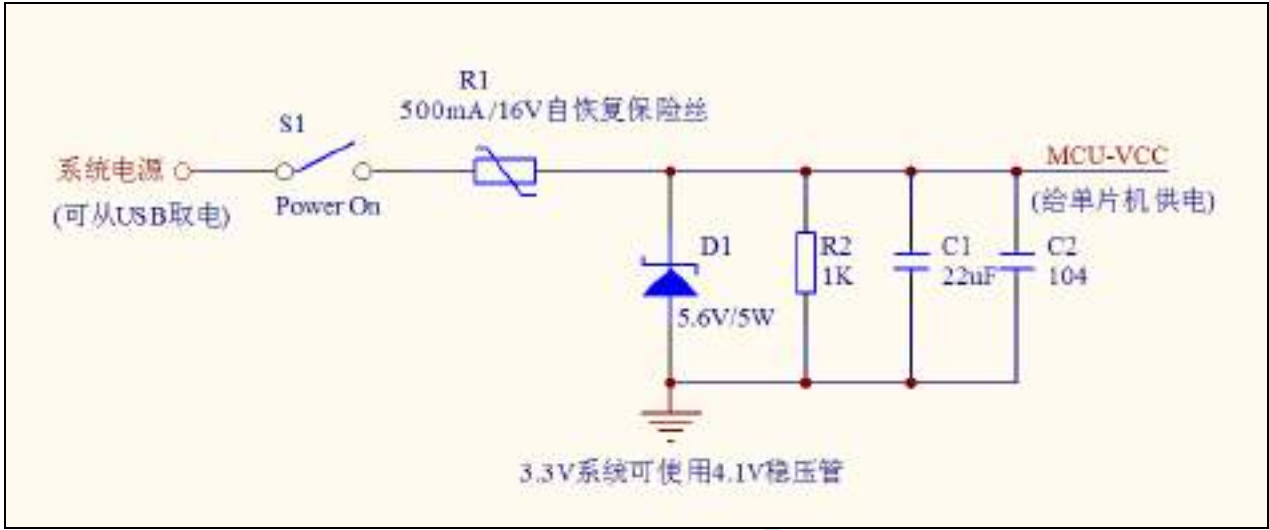 R1
500mA/16V自恢复保险丝
S1
系统电源
MCU-VCC
(可从USB取电)
Power On
(给单片机供电)
D1
R2
C1
C2
1K
22uF
104
5.6V/5W
3.3V系统可使用4.1V稳压管